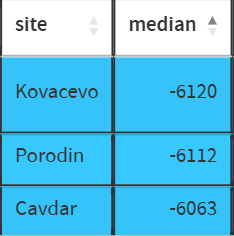 site median
Kovacevo -6120
Porodin -6112
Cavdar -6063